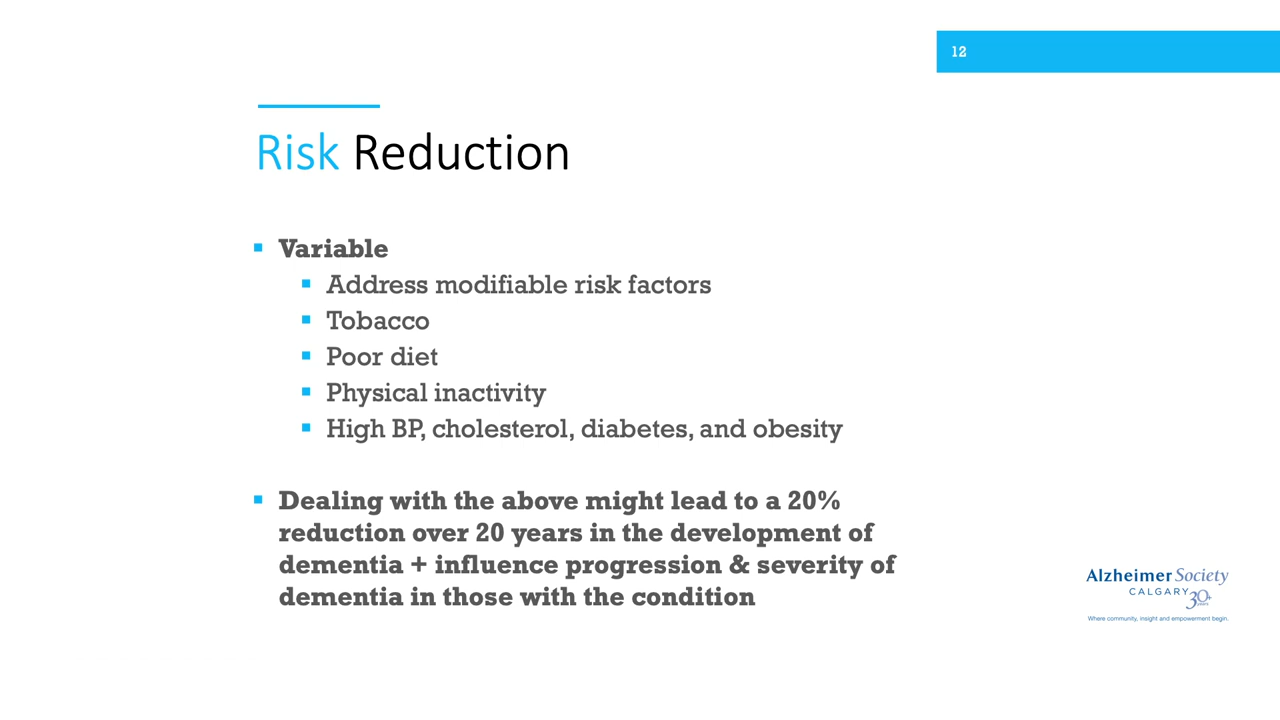 12
Risk Reduction
▪ Variable
▪ Address modifiable risk factors
▪ Tobacco
▪ Poor diet
▪ Physical inactivity
▪ High BP, cholesterol, diabetes, and obesity
▪ Dealing with the above might lead to a 20%
reduction over 20 years in the development of
dementia + influence progression & severity of
dementia in those with the condition
Alzheimer Society
CALGARY 30+
years
Where community, insight and empowerment begin.